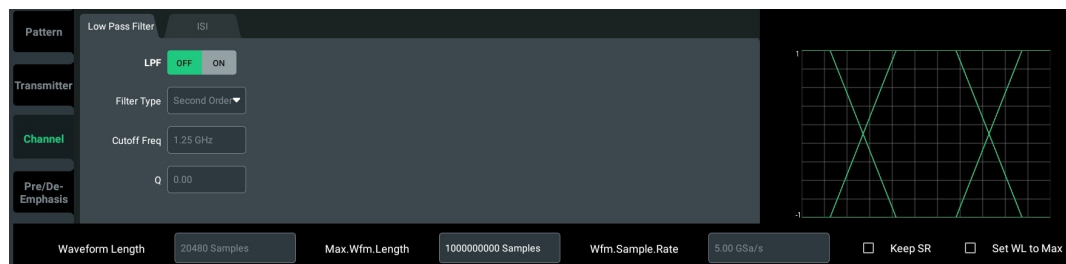 Pattern
Transmitter
Channel
Pre/De-
Emphasis
Low Pass Filter ISI
LPF OFF ON
Filter Type Second Order
Cutoff Freq 1.25 GHz
Q 0.00
1
-1
Waveform Length 20480 Samples Max.Wfm.Length 1000000000 Samples Wfm.Sample.Rate 5.00 GSa/s Keep SR Set WL to Max